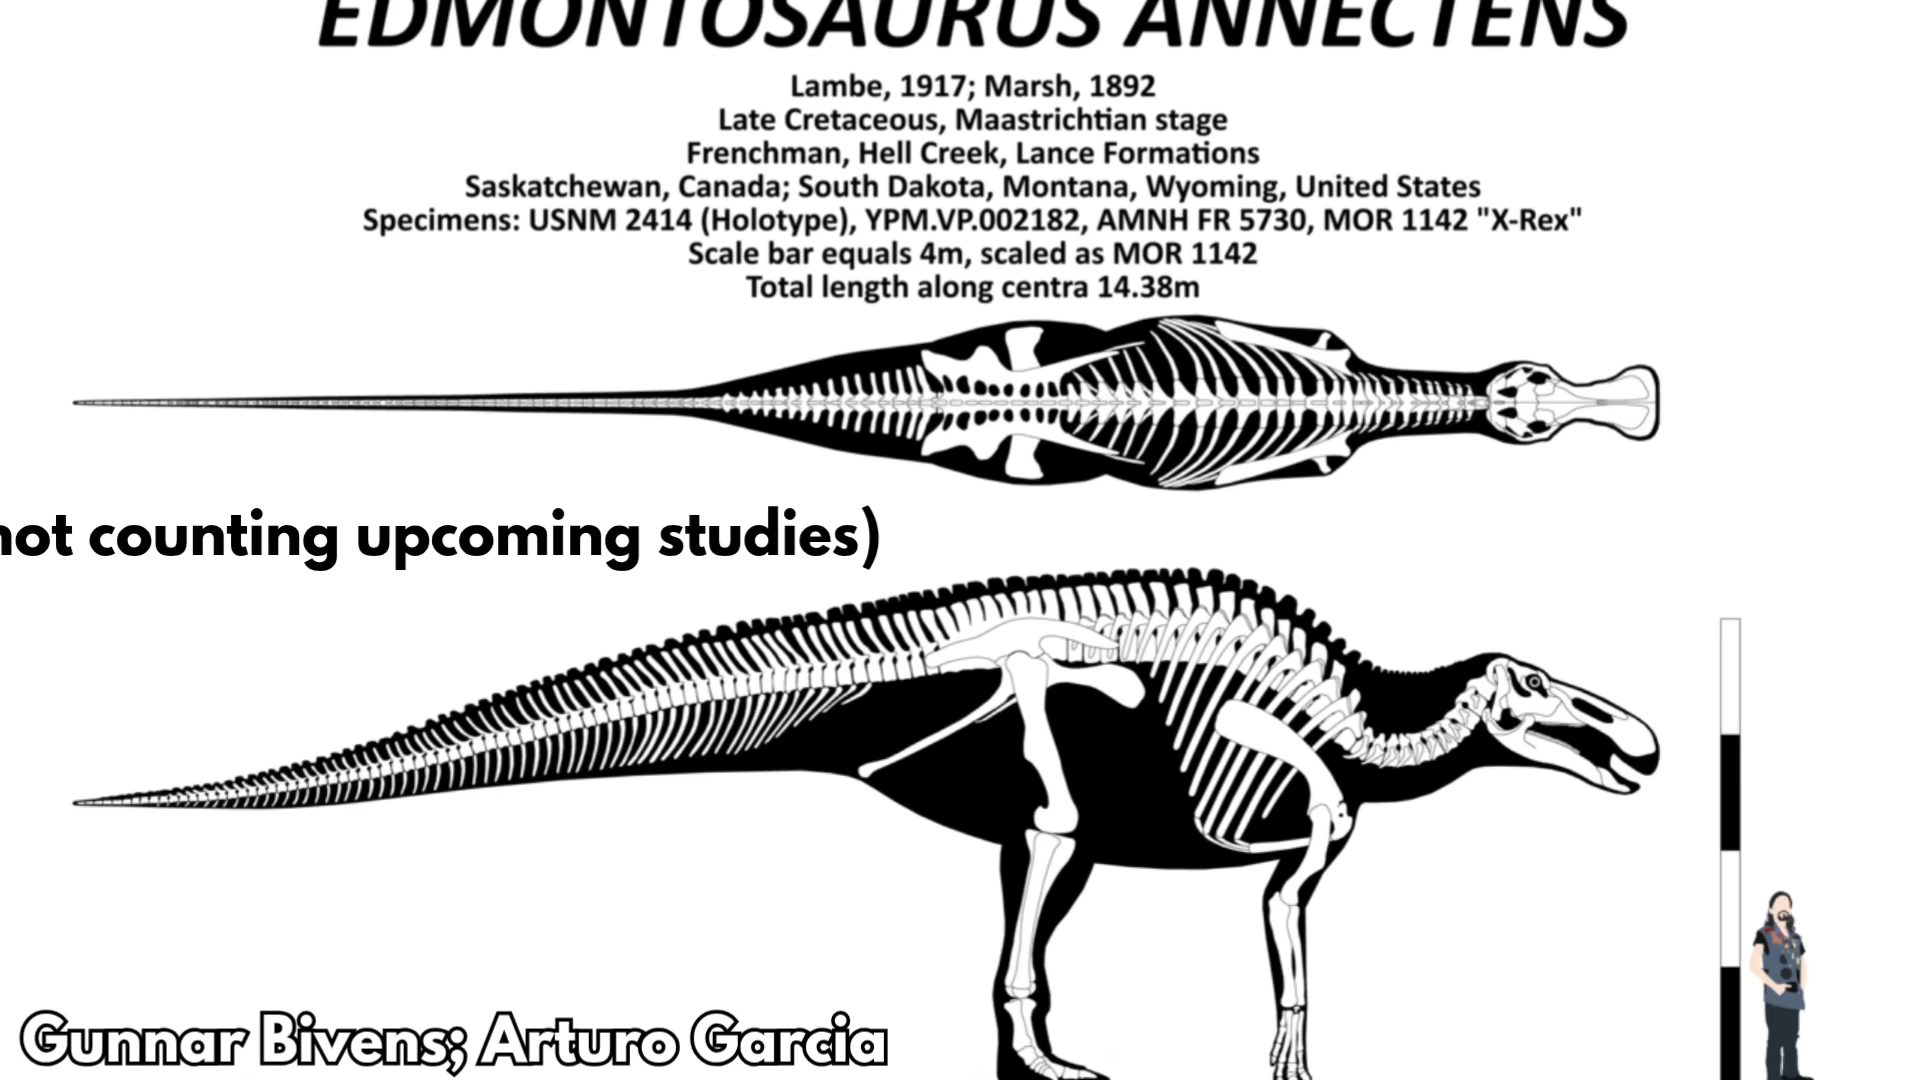 EDMONTOSAURUS ANNECTENS
Lambe, 1917; Marsh, 1892
Late Cretaceous, Maastrichtian stage
Frenchman, Hell Creek, Lance Formations
Saskatchewan, Canada; South Dakota, Montana, Wyoming, United States
Specimens: USNM 2414 (Holotype), YPM.VP.002182, AMNH FR 5730, MOR 1142 "X-Rex"
Scale bar equals 4m, scaled as MOR 1142
Total length along centra 14.38m
not counting upcoming studies)
Gunnar Bivens; Arturo Garcia